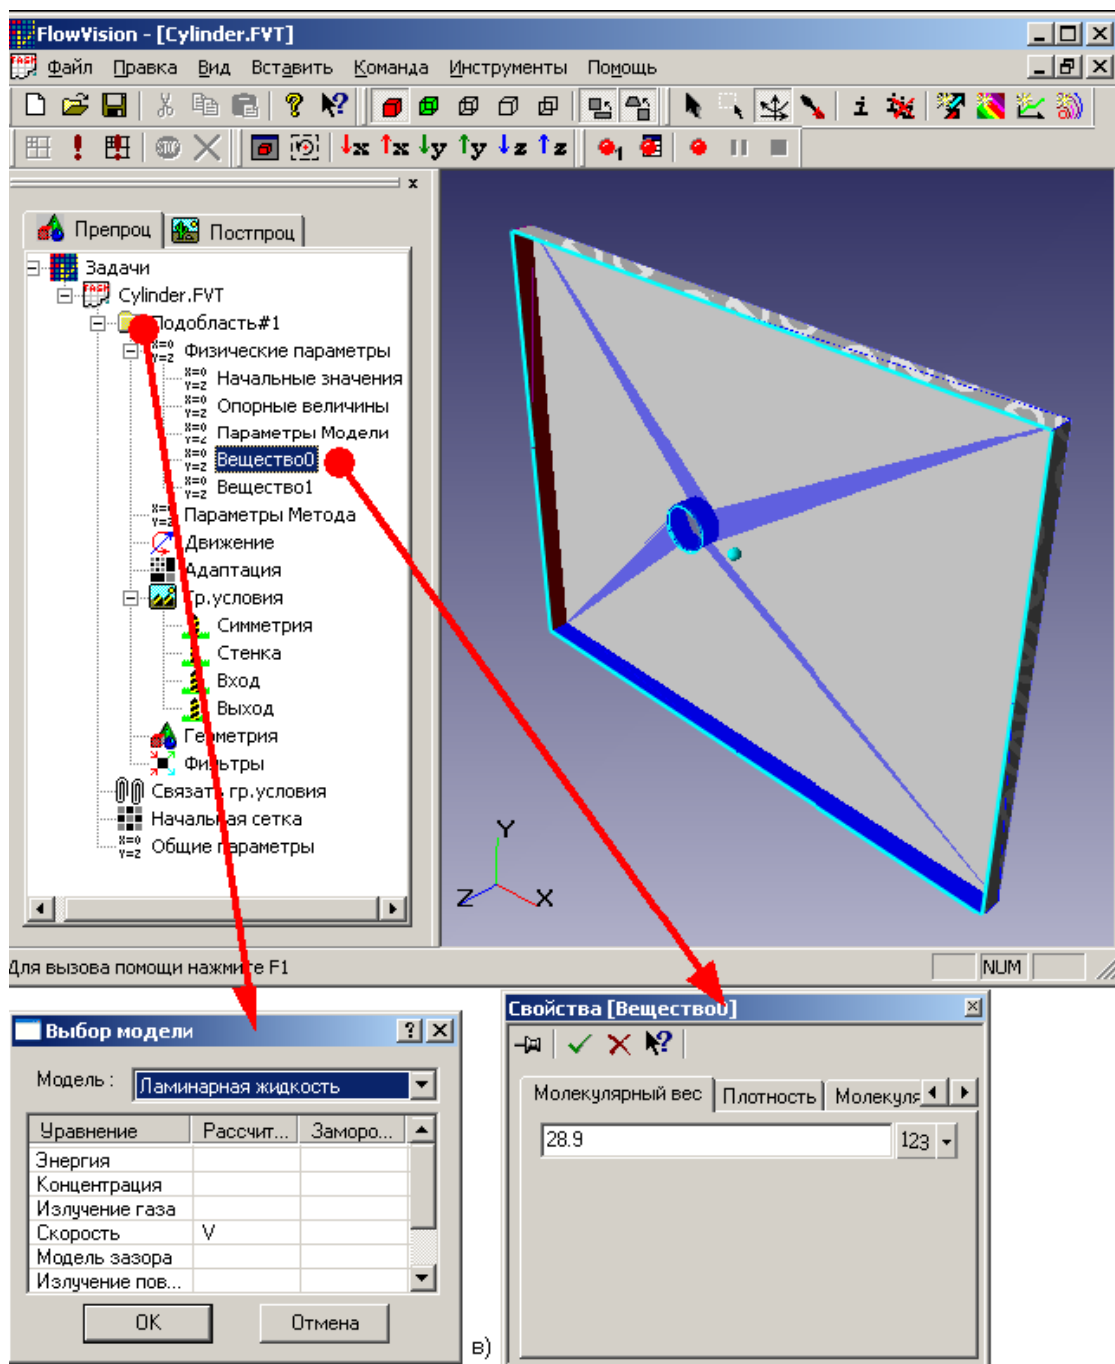 FlowVision - [Cylinder.FVT]
Файл Правка Вид Вставить Команда Инструменты Помощь
x x y y z z
Препроц Постпроц
Задачи
Cylinder.FVT
Подобласть#1
Физические параметры
Начальные значения
Опорные величины
Параметры Модели
Вещество0
Вещество1
Параметры Метода
Движение
Адаптация
Гр.условия
Симметрия
Стенка
Вход
Выход
Геометрия
Фильтры
Связать гр.условия
Начальная сетка
Общие параметры
Y
Z X
Для вызова помощи нажмите F1
NUM
Выбор модели
Модель : Ламинарная жидкость
Уравнение Рассчит... Заморо...
Энергия
Концентрация
Излучение газа
Скорость V
Модель зазора
Излучение пов...
OK Отмена
в)
Свойства [Вещество0]
Молекулярный вес Плотность Молекуля
28.9 123